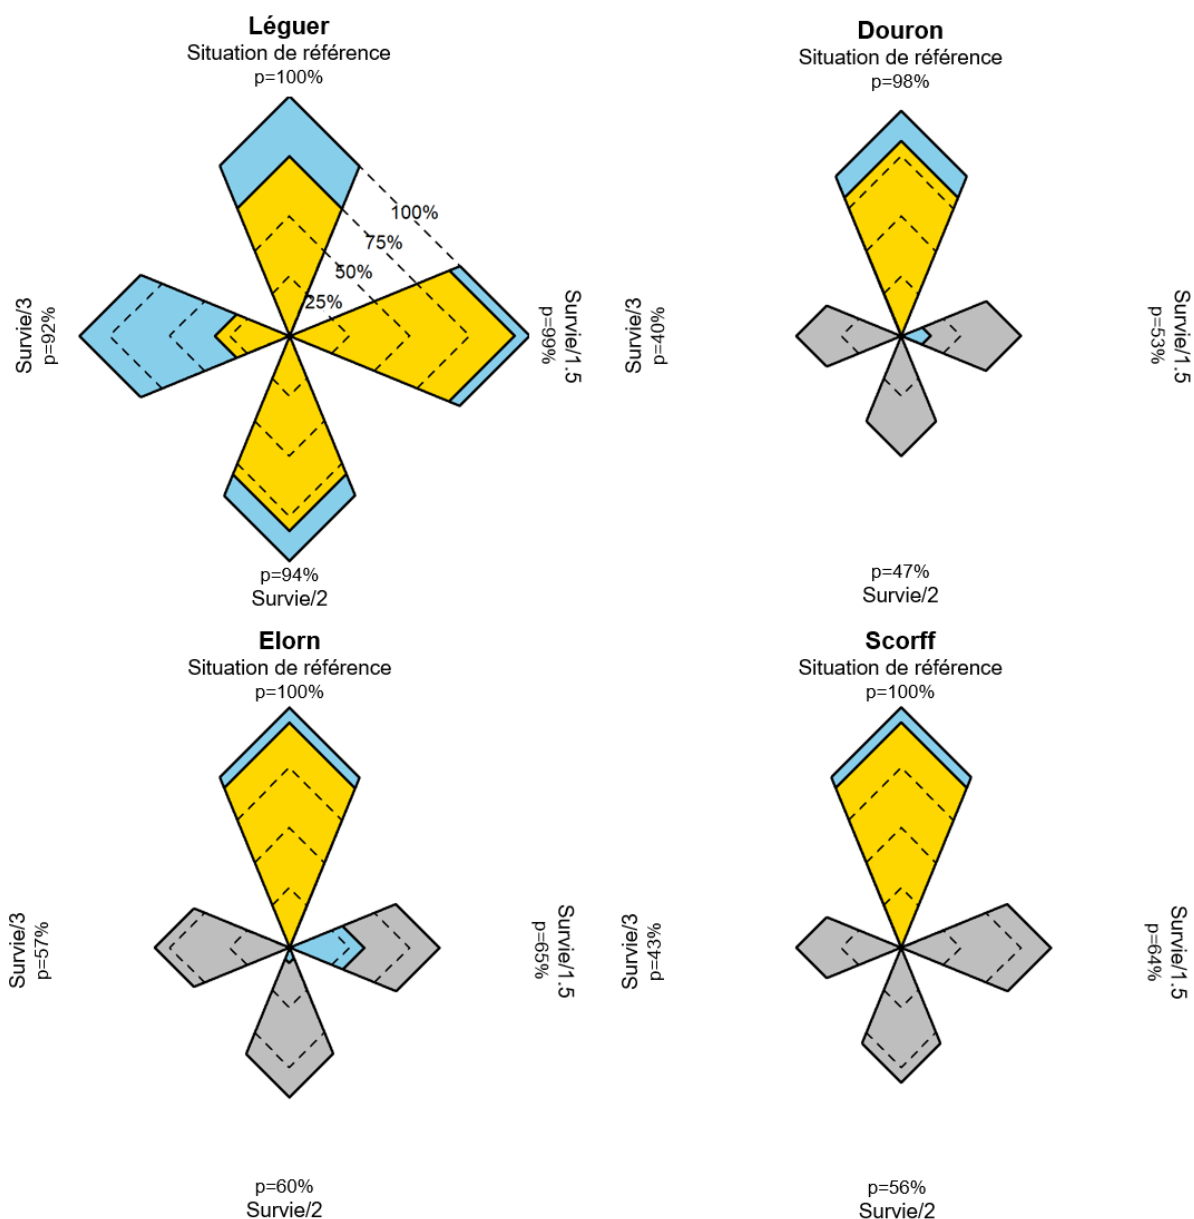 Léguer
Situation de référence
p=100%
100%
75%
50%
25%
Survie/3
p=92%
Survie/1.5
p=99%
p=94%
Survie/2
Douron
Situation de référence
p=98%
Survie/3
p=40%
Survie/1.5
p=53%
p=47%
Survie/2
Elorn
Situation de référence
p=100%
Survie/3
p=57%
Survie/1.5
p=65%
p=60%
Survie/2
Scorff
Situation de référence
p=100%
Survie/3
p=43%
Survie/1.5
p=64%
p=56%
Survie/2